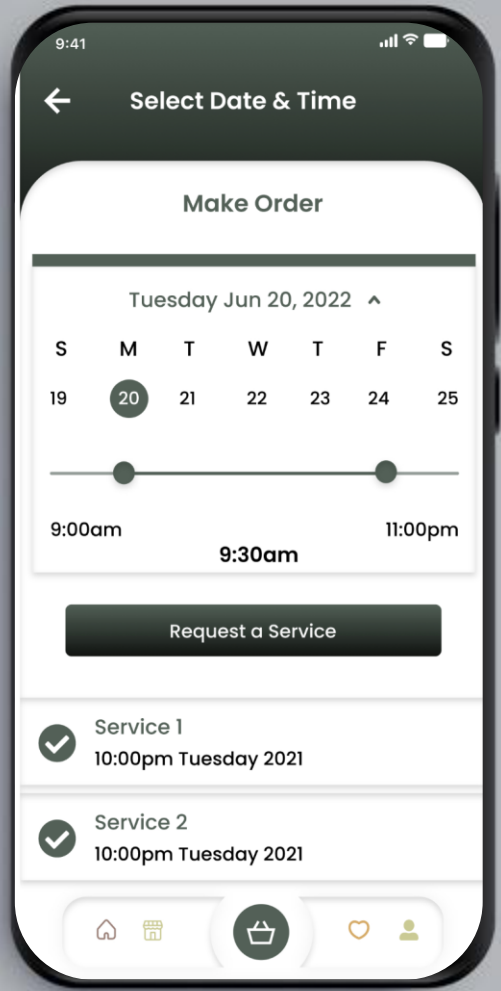 9:41
Select Date & Time
Make Order
Tuesday Jun 20, 2022
S M T W T F S
19 20 21 22 23 24 25
9:00am 11:00pm
9:30am
Request a Service
Service 1
10:00pm Tuesday 2021
Service 2
10:00pm Tuesday 2021